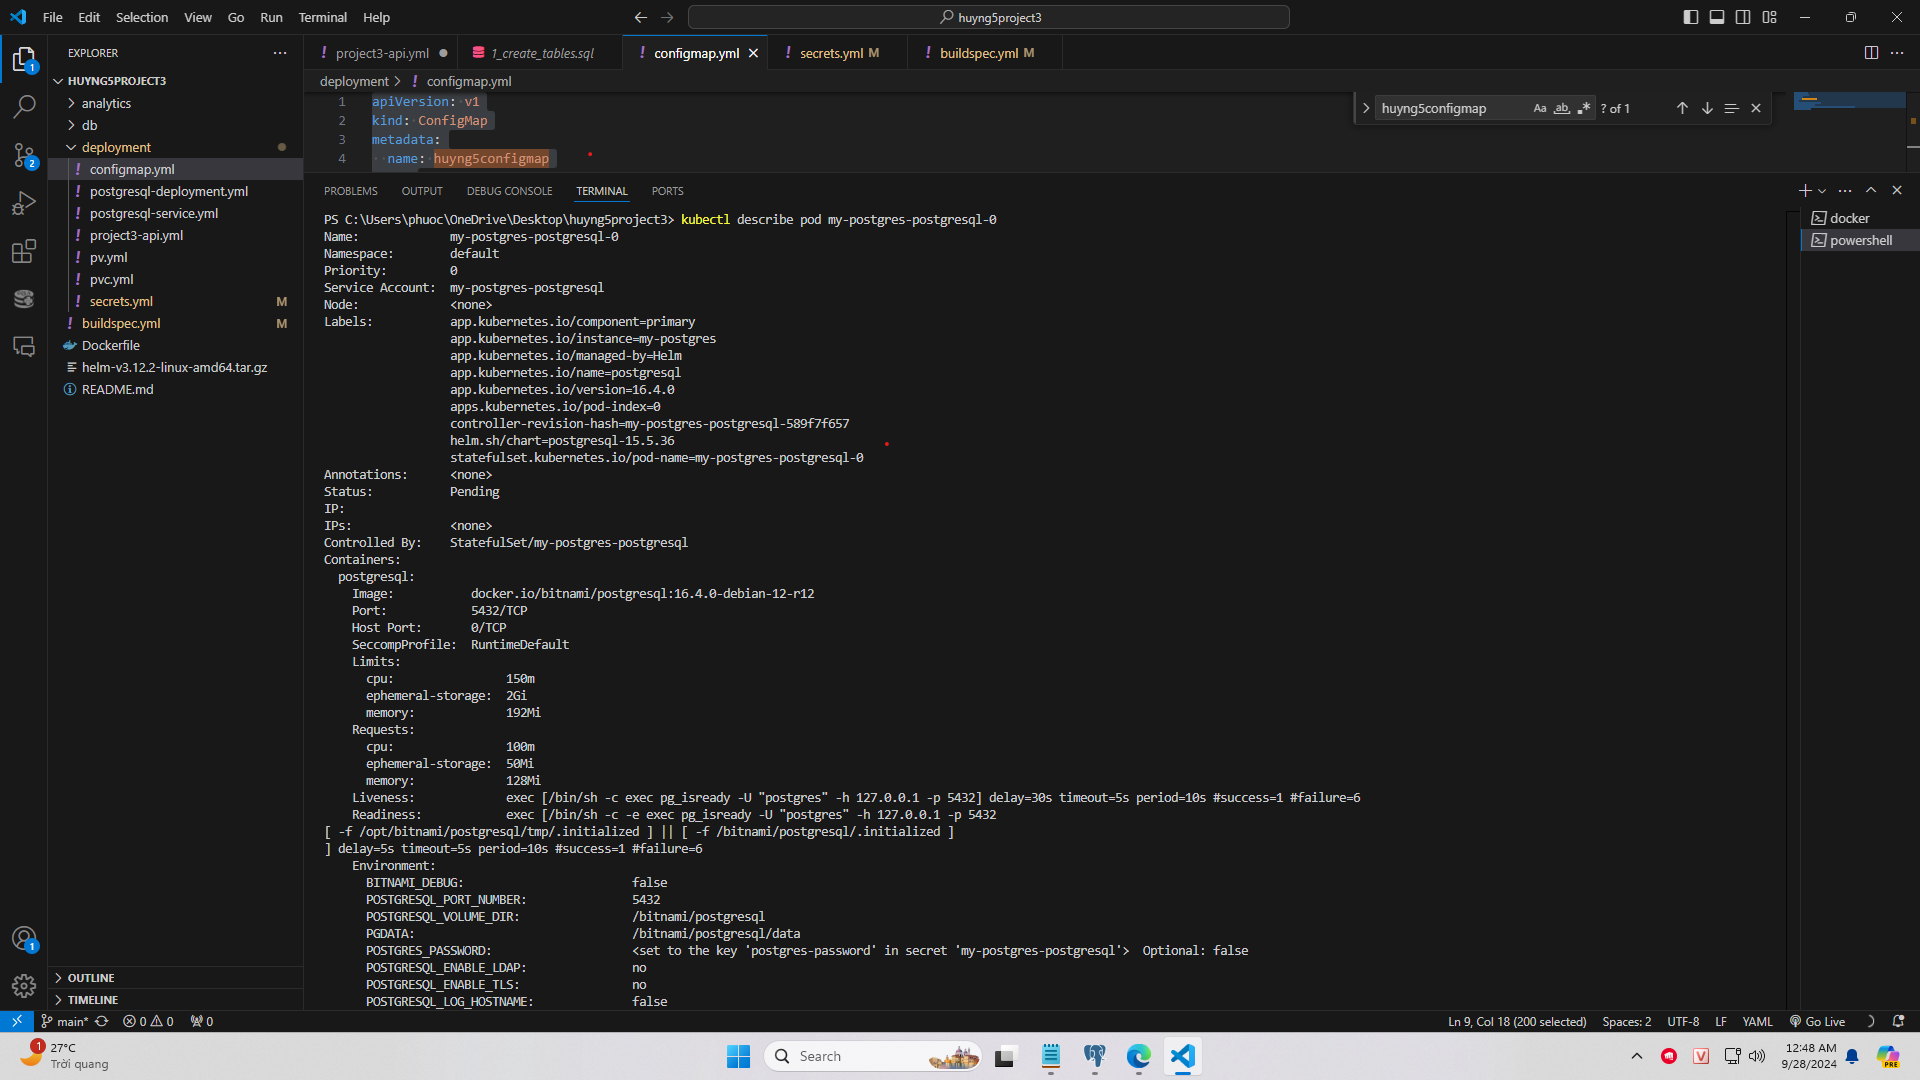 File Edit Selection View Go Run Terminal Help
huyng5project3
EXPLORER
project3-api.yml
1_create_tables.sql
configmap.yml
secrets.yml M
buildspec.yml M
HUYNG5PROJECT3
analytics
db
deployment
configmap.yml
postgresql-deployment.yml
postgresql-service.yml
project3-api.yml
pv.yml
pvc.yml
secrets.yml M
buildspec.yml M
Dockerfile
helm-v3.12.2-linux-amd64.tar.gz
README.md
OUTLINE
TIMELINE
deployment > configmap.yml
1 apiVersion: v1
2 kind: ConfigMap
3 metadata:
4 name: huyng5configmap
huyng5configmap Aa ab ? of 1
PROBLEMS OUTPUT DEBUG CONSOLE TERMINAL PORTS
docker
powershell
PS C:\Users\phuoc\OneDrive\Desktop\huyng5project3> kubectl describe pod my-postgres-postgresql-0
Name: my-postgres-postgresql-0
Namespace: default
Priority: 0
Service Account: my-postgres-postgresql
Node: <none>
Labels: app.kubernetes.io/component=primary
app.kubernetes.io/instance=my-postgres
app.kubernetes.io/managed-by=Helm
app.kubernetes.io/name=postgresql
app.kubernetes.io/version=16.4.0
apps.kubernetes.io/pod-index=0
controller-revision-hash=my-postgres-postgresql-589f7f657
helm.sh/chart=postgresql-15.5.36
statefulset.kubernetes.io/pod-name=my-postgres-postgresql-0
Annotations: <none>
Status: Pending
IP:
IPs: <none>
Controlled By: StatefulSet/my-postgres-postgresql
Containers:
postgresql:
Image: docker.io/bitnami/postgresql:16.4.0-debian-12-r12
Port: 5432/TCP
Host Port: 0/TCP
SeccompProfile: RuntimeDefault
Limits:
cpu: 150m
ephemeral-storage: 2Gi
memory: 192Mi
Requests:
cpu: 100m
ephemeral-storage: 50Mi
memory: 128Mi
Liveness: exec [/bin/sh -c exec pg_isready -U "postgres" -h 127.0.0.1 -p 5432] delay=30s timeout=5s period=10s #success=1 #failure=6
Readiness: exec [/bin/sh -c -e exec pg_isready -U "postgres" -h 127.0.0.1 -p 5432
[ -f /opt/bitnami/postgresql/tmp/.initialized ] || [ -f /bitnami/postgresql/.initialized ]
] delay=5s timeout=5s period=10s #success=1 #failure=6
Environment:
BITNAMI_DEBUG: false
POSTGRESQL_PORT_NUMBER: 5432
POSTGRESQL_VOLUME_DIR: /bitnami/postgresql
PGDATA: /bitnami/postgresql/data
POSTGRES_PASSWORD: <set to the key 'postgres-password' in secret 'my-postgres-postgresql'> Optional: false
POSTGRESQL_ENABLE_LDAP: no
POSTGRESQL_ENABLE_TLS: no
POSTGRESQL_LOG_HOSTNAME: false
main* 0 0 0
Ln 9, Col 18 (200 selected) Spaces: 2 UTF-8 LF YAML Go Live
27°C
Trời quang
Search
12:48 AM
9/28/2024